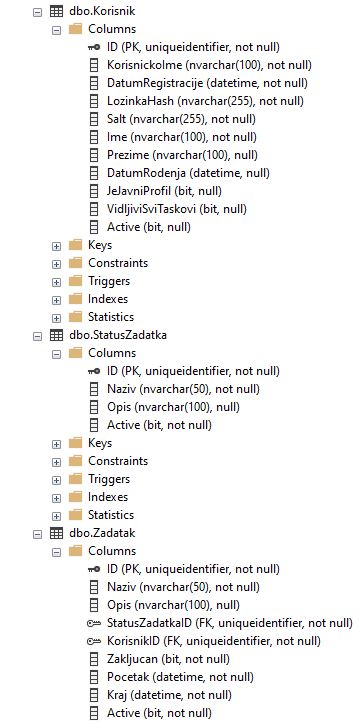 dbo.Korisnik
Columns
ID (PK, uniqueidentifier, not null)
KorisnickoIme (nvarchar(100), not null)
DatumRegistracije (datetime, not null)
LozinkaHash (nvarchar(255), not null)
Salt (nvarchar(255), not null)
Ime (nvarchar(100), not null)
Prezime (nvarchar(100), not null)
DatumRodenja (datetime, null)
JeJavniProfil (bit, null)
VidljiviSviTaskovi (bit, null)
Active (bit, null)
Keys
Constraints
Triggers
Indexes
Statistics
dbo.StatusZadatka
Columns
ID (PK, uniqueidentifier, not null)
Naziv (nvarchar(50), not null)
Opis (nvarchar(100), null)
Active (bit, not null)
Keys
Constraints
Triggers
Indexes
Statistics
dbo.Zadatak
Columns
ID (PK, uniqueidentifier, not null)
Naziv (nvarchar(50), not null)
Opis (nvarchar(100), null)
StatusZadatkaID (FK, uniqueidentifier, not null)
KorisnikID (FK, uniqueidentifier, not null)
Zakljucan (bit, not null)
Pocetak (datetime, not null)
Kraj (datetime, not null)
Active (bit, not null)